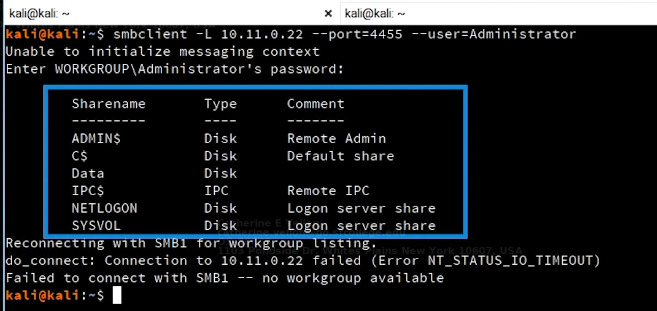 kali@kali: ~ × kali@kali: ~
kali@kali:~$ smbclient -L 10.11.0.22 --port=4455 --user=Administrator
Unable to initialize messaging context
Enter WORKGROUP\Administrator's password:
Sharename Type Comment
--------- ---- -------
ADMIN$ Disk Remote Admin
C$ Disk Default share
Data Disk
IPC$ IPC Remote IPC
NETLOGON Disk Logon server share
SYSVOL Disk Logon server share
Reconnecting with SMB1 for workgroup listing.
do_connect: Connection to 10.11.0.22 failed (Error NT_STATUS_IO_TIMEOUT)
Failed to connect with SMB1 -- no workgroup available
kali@kali:~$